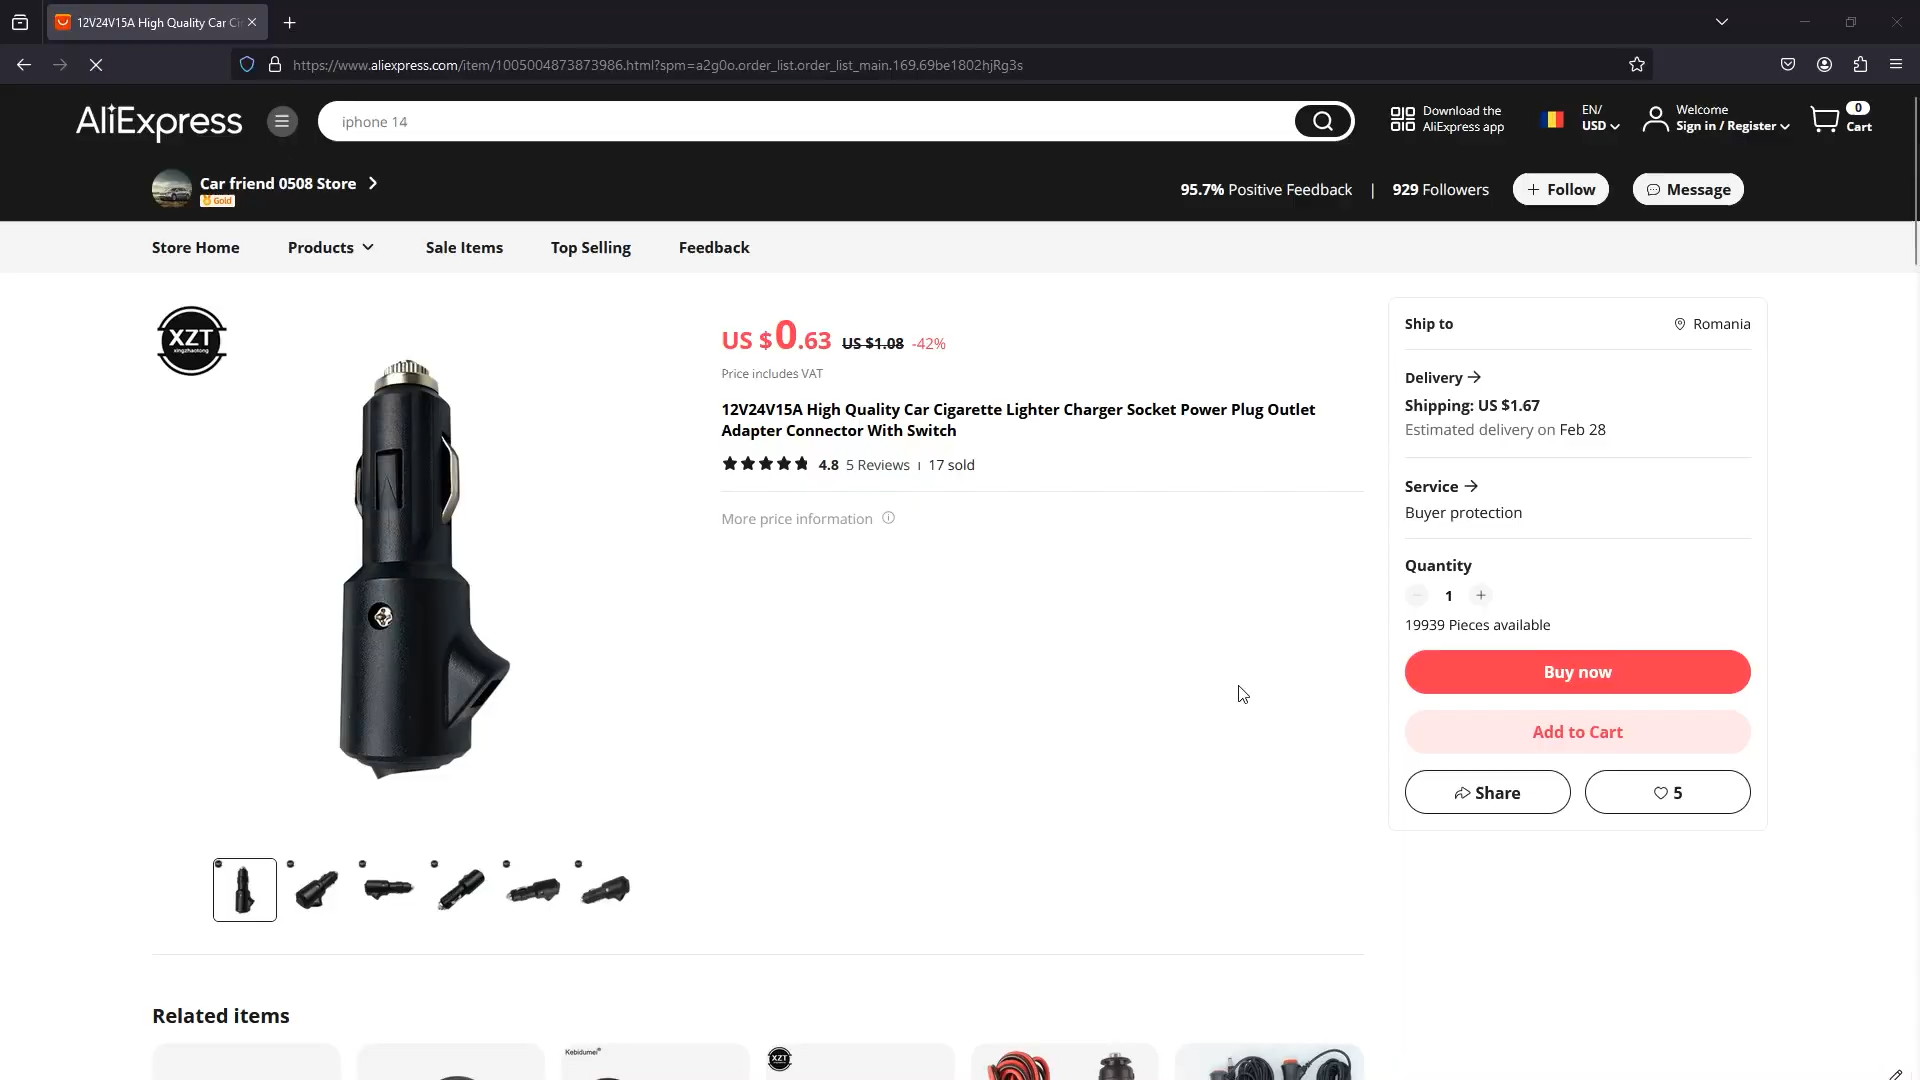 12V24V15A High Quality Car Ci
https://www.aliexpress.com/item/1005004873873986.html?spm=a2g0o.order_list.order_list_main.169.69be1802hjRg3s
AliExpress
iphone 14
Download the
AliExpress app
EN/
USD
Welcome
Sign in / Register
0
Cart
Car friend 0508 Store
Gold
95.7% Positive Feedback | 929 Followers
+ Follow
Message
Store Home
Products
Sale Items
Top Selling
Feedback
XZT
xingzhaotong
US $0.63 US $1.08 -42%
Price includes VAT
12V24V15A High Quality Car Cigarette Lighter Charger Socket Power Plug Outlet
Adapter Connector With Switch
4.8 5 Reviews 17 sold
More price information
Ship to
Romania
Delivery
Shipping: US $1.67
Estimated delivery on Feb 28
Service
Buyer protection
Quantity
1
19939 Pieces available
Buy now
Add to Cart
Share
5
Related items
Kebidumei
XZT